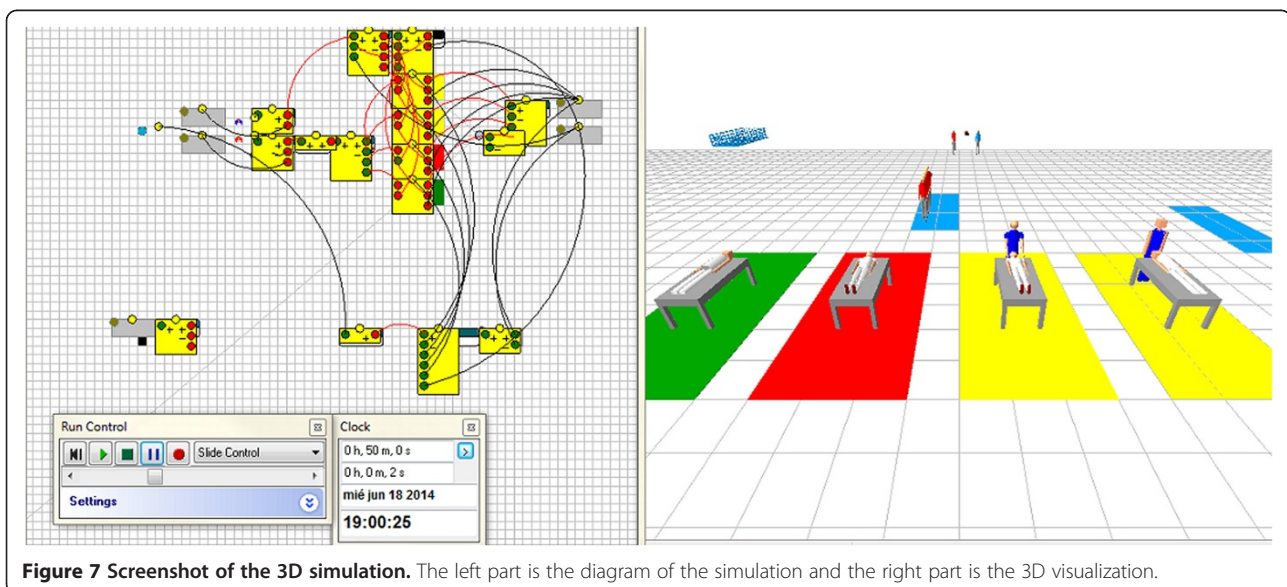 Run Control
Slide Control
Settings
Clock
0 h, 50 m, 0 s
0 h, 0 m, 2 s
mié jun 18 2014
19:00:25
Figure 7 Screenshot of the 3D simulation. The left part is the diagram of the simulation and the right part is the 3D visualization.